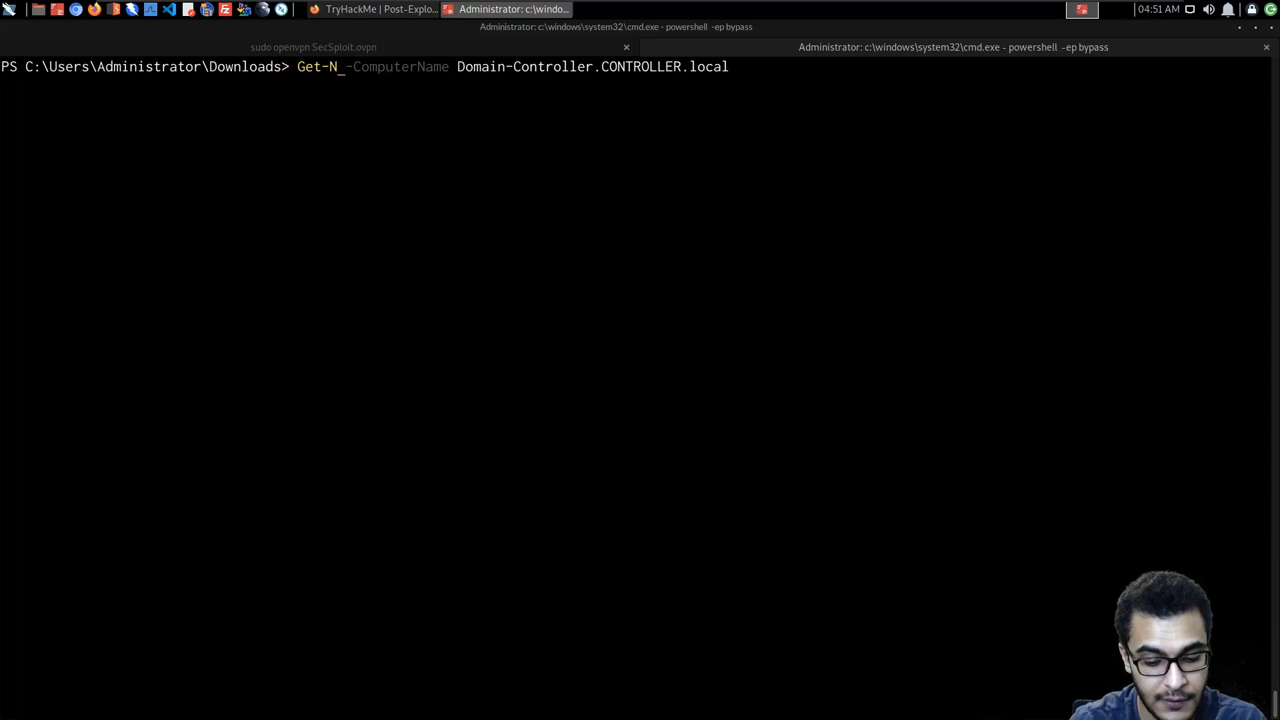 TryHackMe | Post-Explo...
Administrator: c:\windo...
04:51 AM
Administrator: c:\windows\system32\cmd.exe - powershell -ep bypass
sudo openvpn SecSploit.ovpn
Administrator: c:\windows\system32\cmd.exe - powershell -ep bypass
PS C:\Users\Administrator\Downloads> Get-N_-ComputerName Domain-Controller.CONTROLLER.local